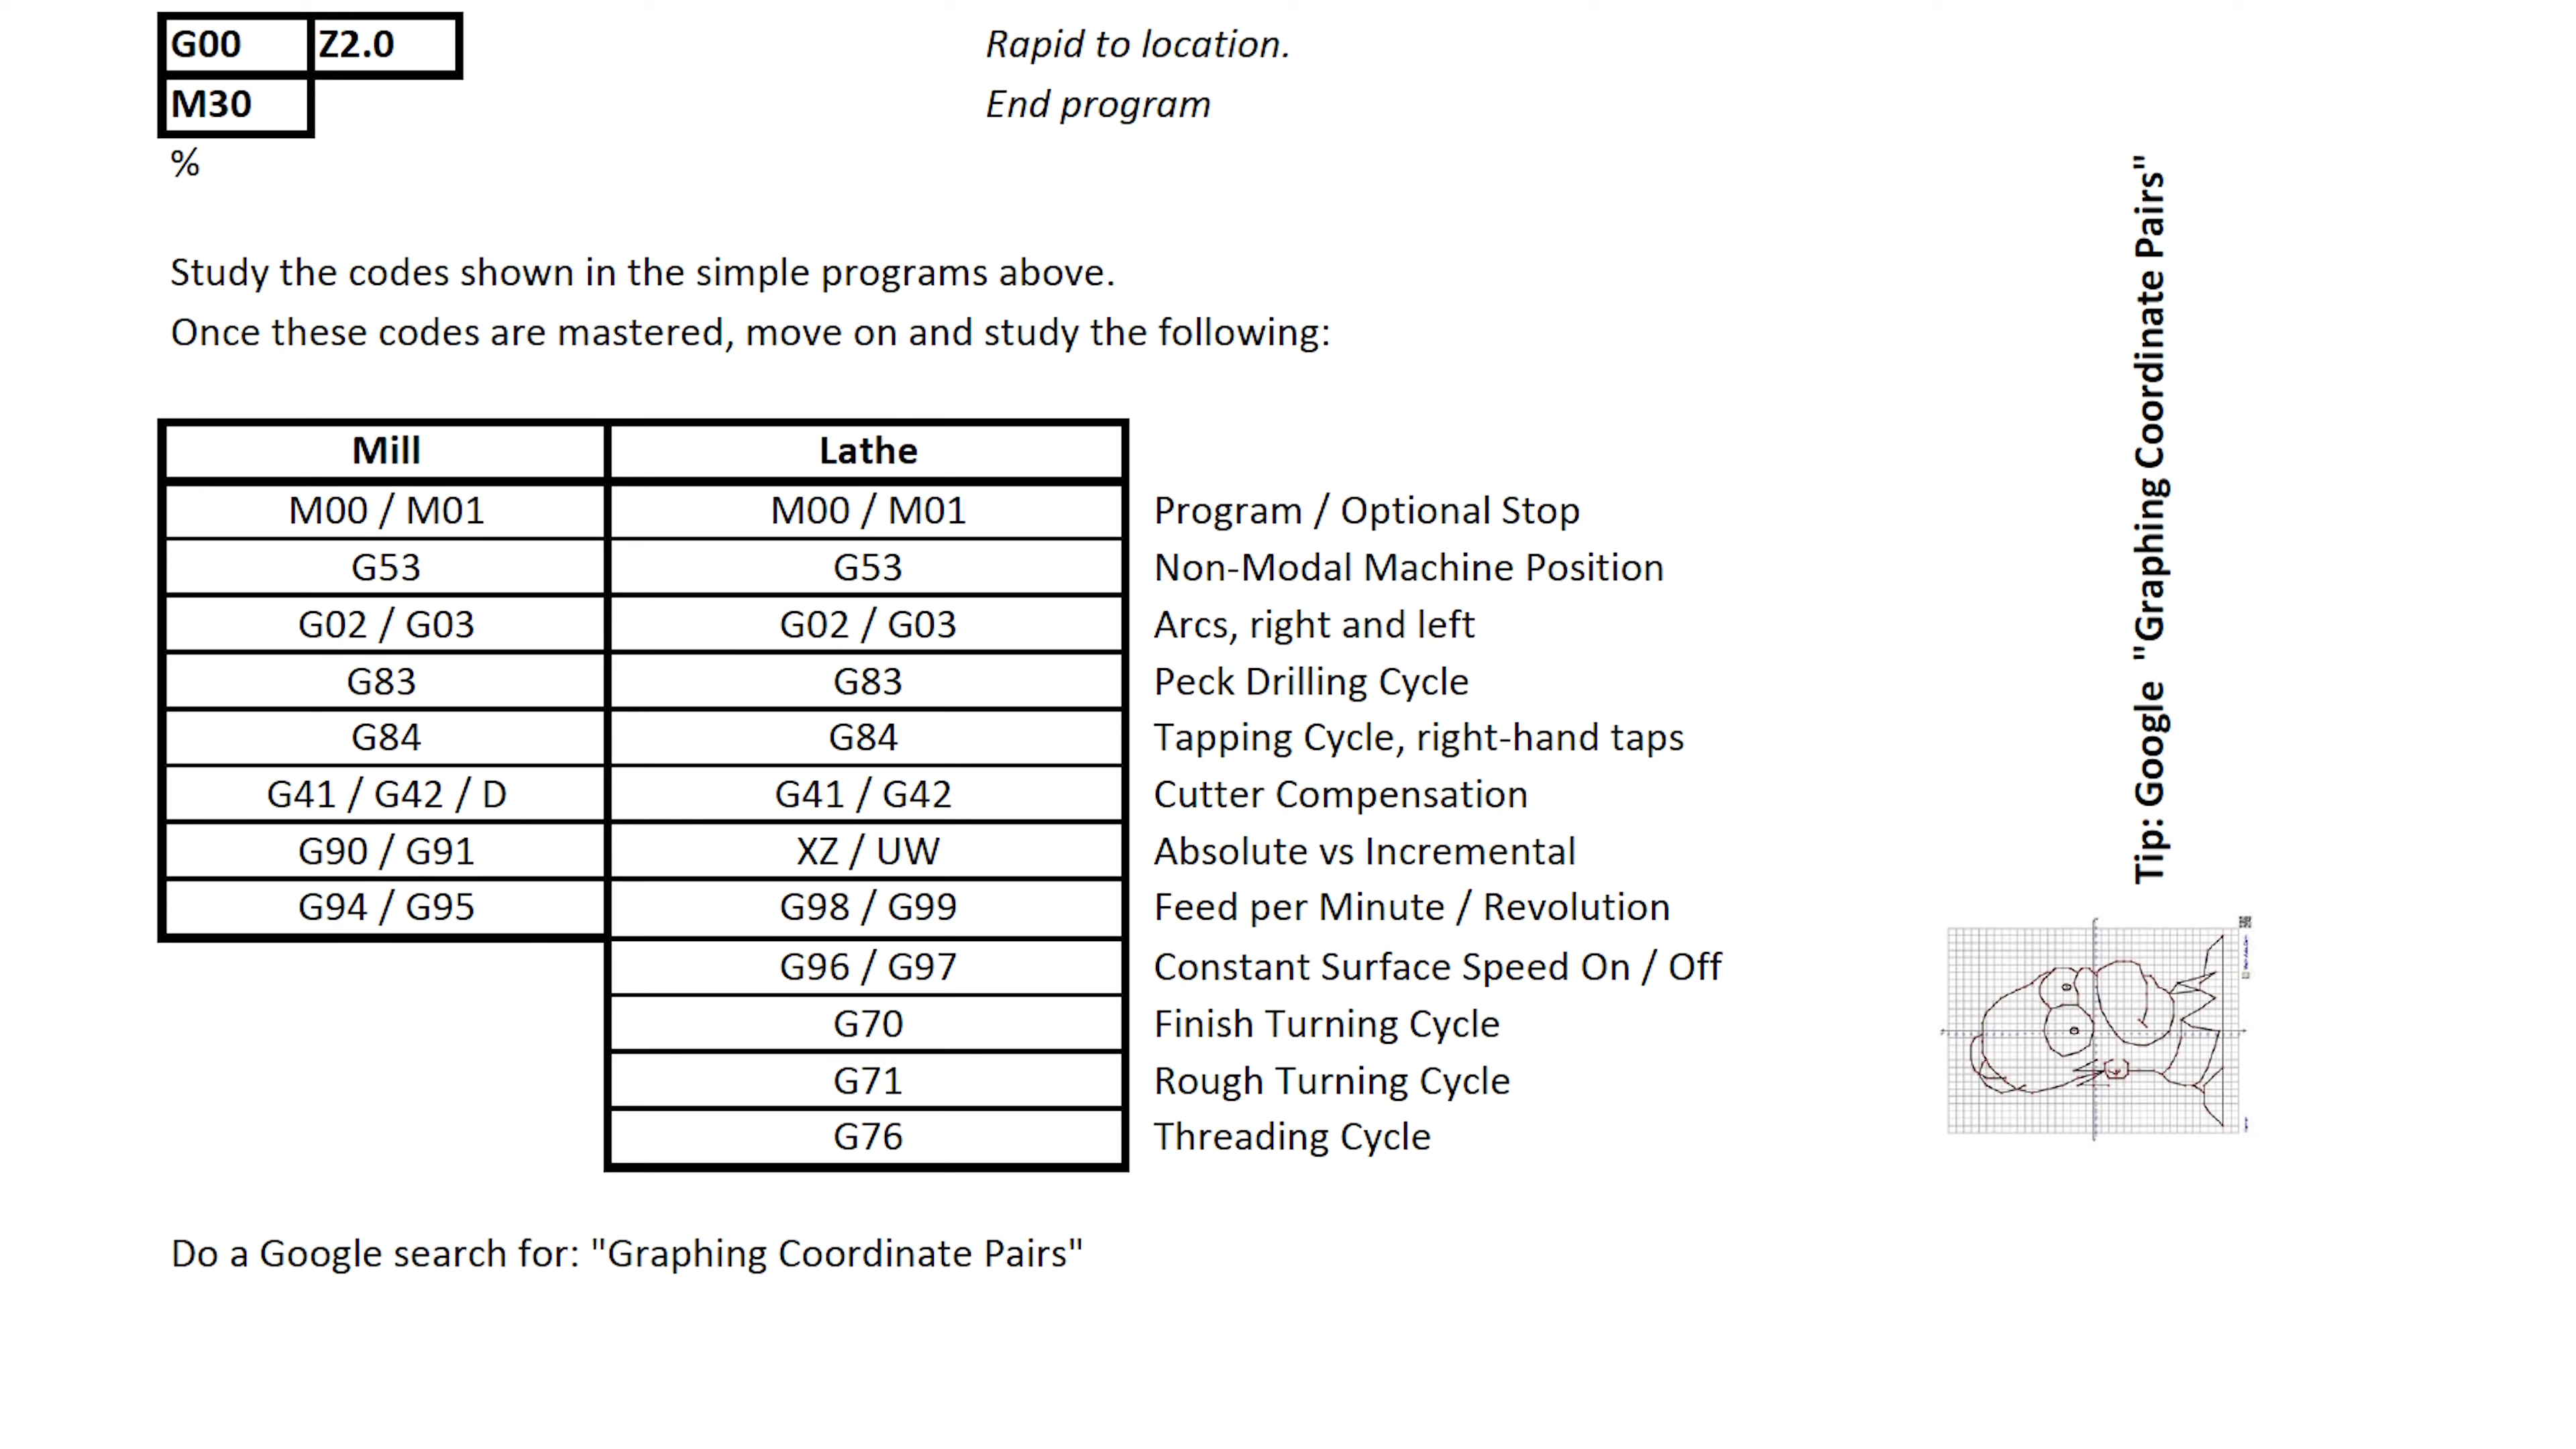 G00 Z2.0 Rapid to location.
M30 End program
%
Study the codes shown in the simple programs above.
Once these codes are mastered, move on and study the following:
Mill Lathe
M00 / M01 M00 / M01 Program / Optional Stop
G53 G53 Non-Modal Machine Position
G02 / G03 G02 / G03 Arcs, right and left
G83 G83 Peck Drilling Cycle
G84 G84 Tapping Cycle, right-hand taps
G41 / G42 / D G41 / G42 Cutter Compensation
G90 / G91 XZ / UW Absolute vs Incremental
G94 / G95 G98 / G99 Feed per Minute / Revolution
G96 / G97 Constant Surface Speed On / Off
G70 Finish Turning Cycle
G71 Rough Turning Cycle
G76 Threading Cycle
Do a Google search for: "Graphing Coordinate Pairs"
Tip: Google "Graphing Coordinate Pairs"